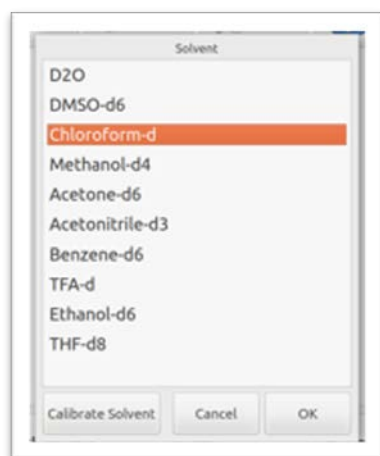 Solvent
D2O
DMSO-d6
Chloroform-d
Methanol-d4
Acetone-d6
Acetonitrile-d3
Benzene-d6
TFA-d
Ethanol-d6
THF-d8
Calibrate Solvent Cancel OK